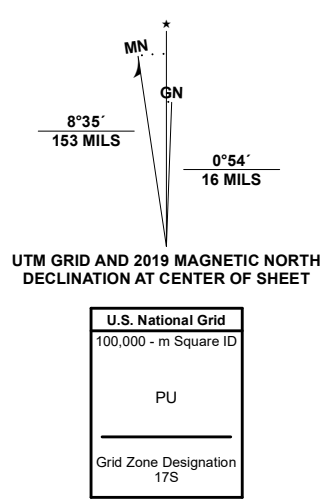 ★
MN
GN
8°35´
153 MILS
0°54´
16 MILS
UTM GRID AND 2019 MAGNETIC NORTH
DECLINATION AT CENTER OF SHEET
U.S. National Grid
100,000 - m Square ID
PU
Grid Zone Designation
17S